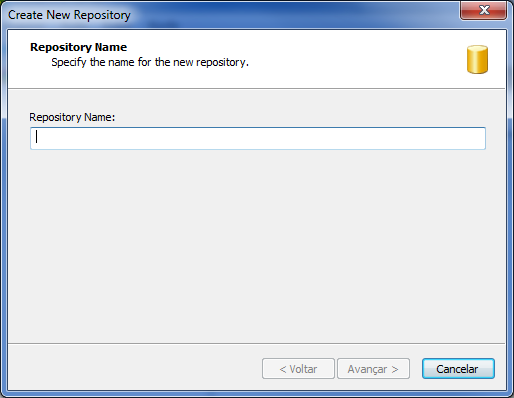 Create New Repository
Repository Name
Specify the name for the new repository.
Repository Name:
< Voltar
Avançar >
Cancelar